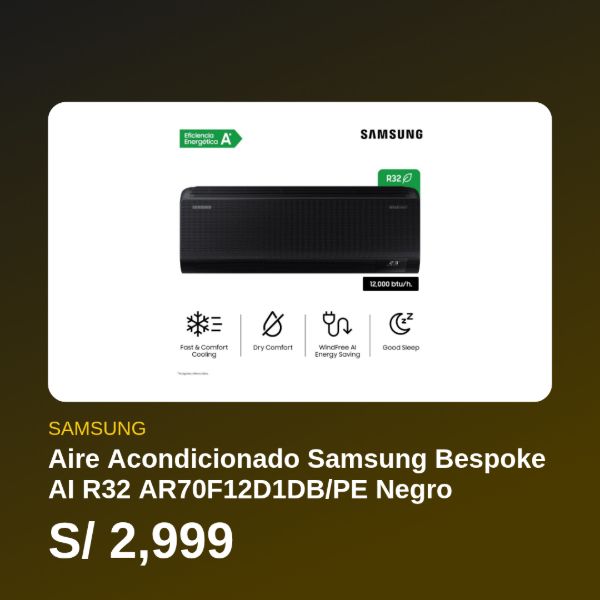 Eficiencia
Energética A
SAMSUNG
R32
SAMSUNG
12,000 btu/h.
Fast & Comfort
Cooling
Dry Comfort
WindFree AI
Energy Saving
Good Sleep
SAMSUNG
Aire Acondicionado Samsung Bespoke
AI R32 AR70F12D1DB/PE Negro
S/ 2,999